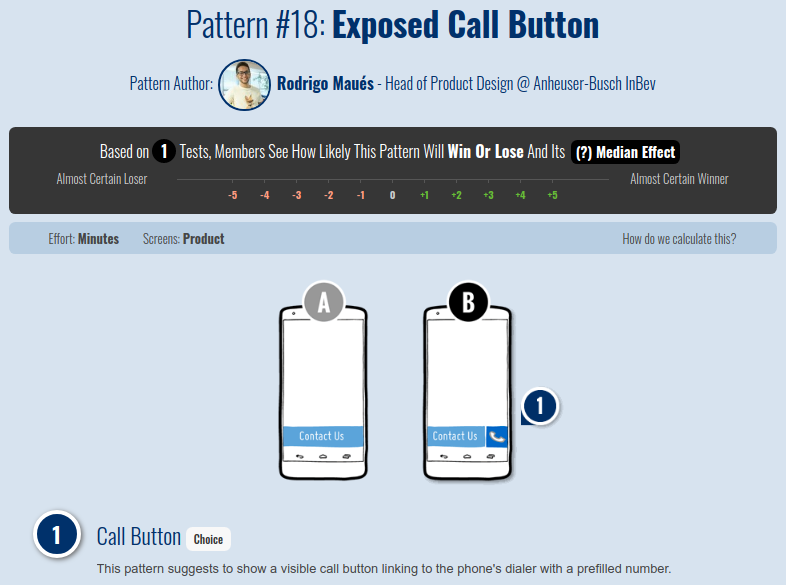 Pattern #18: Exposed Call Button
Pattern Author: Rodrigo Maués - Head of Product Design @ Anheuser-Busch InBev
Based on 1 Tests, Members See How Likely This Pattern Will Win Or Lose And Its (?) Median Effect
Almost Certain Loser
Almost Certain Winner
-5 -4 -3 -2 -1 0 +1 +2 +3 +4 +5
Effort: Minutes Screens: Product How do we calculate this?
A B
1
Contact Us Contact Us
1 Call Button Choice
This pattern suggests to show a visible call button linking to the phone's dialer with a prefilled number.